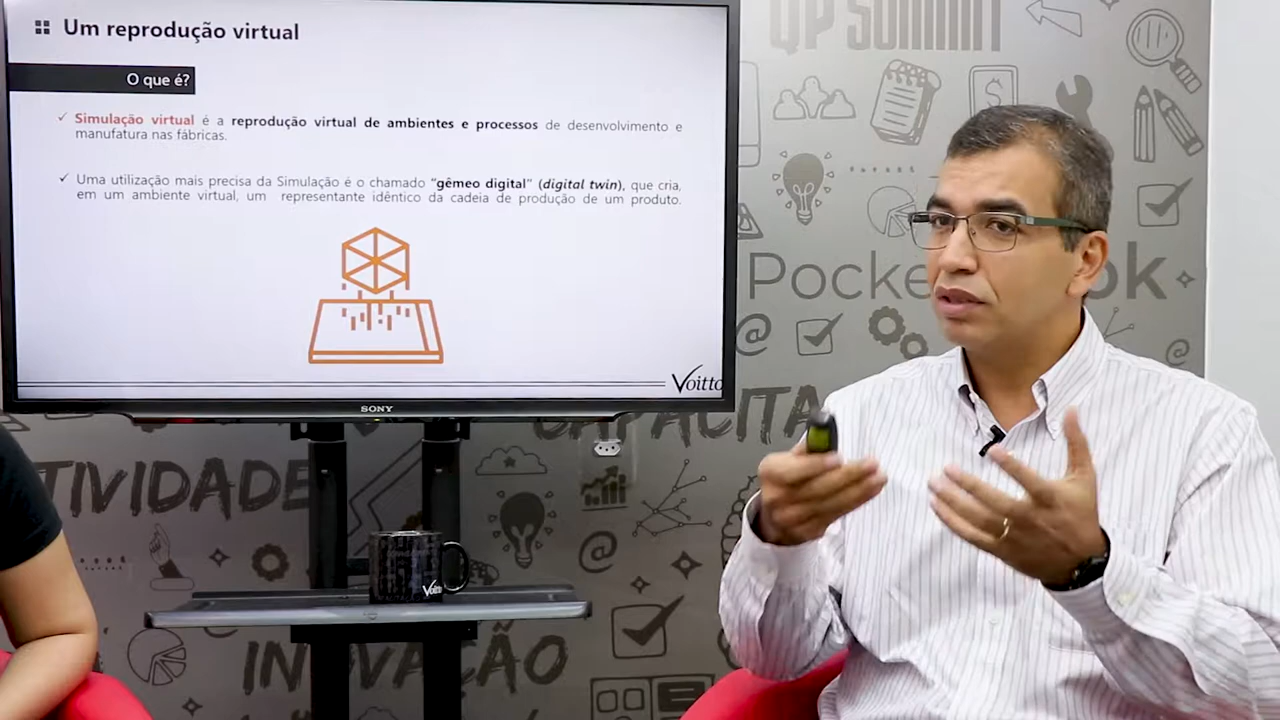 Um reprodução virtual
O que é?
✓ Simulação virtual é a reprodução virtual de ambientes e processos de desenvolvimento e
manufatura nas fábricas.
✓ Uma utilização mais precisa da Simulação é o chamado "gêmeo digital" (digital twin), que cria,
em um ambiente virtual, um representante idêntico da cadeia de produção de um produto.
Voitto
SONY
QP SUMMIT
Pocke
ok
CAPACITA
TIVIDADE
Voitto
INOVAÇÃO